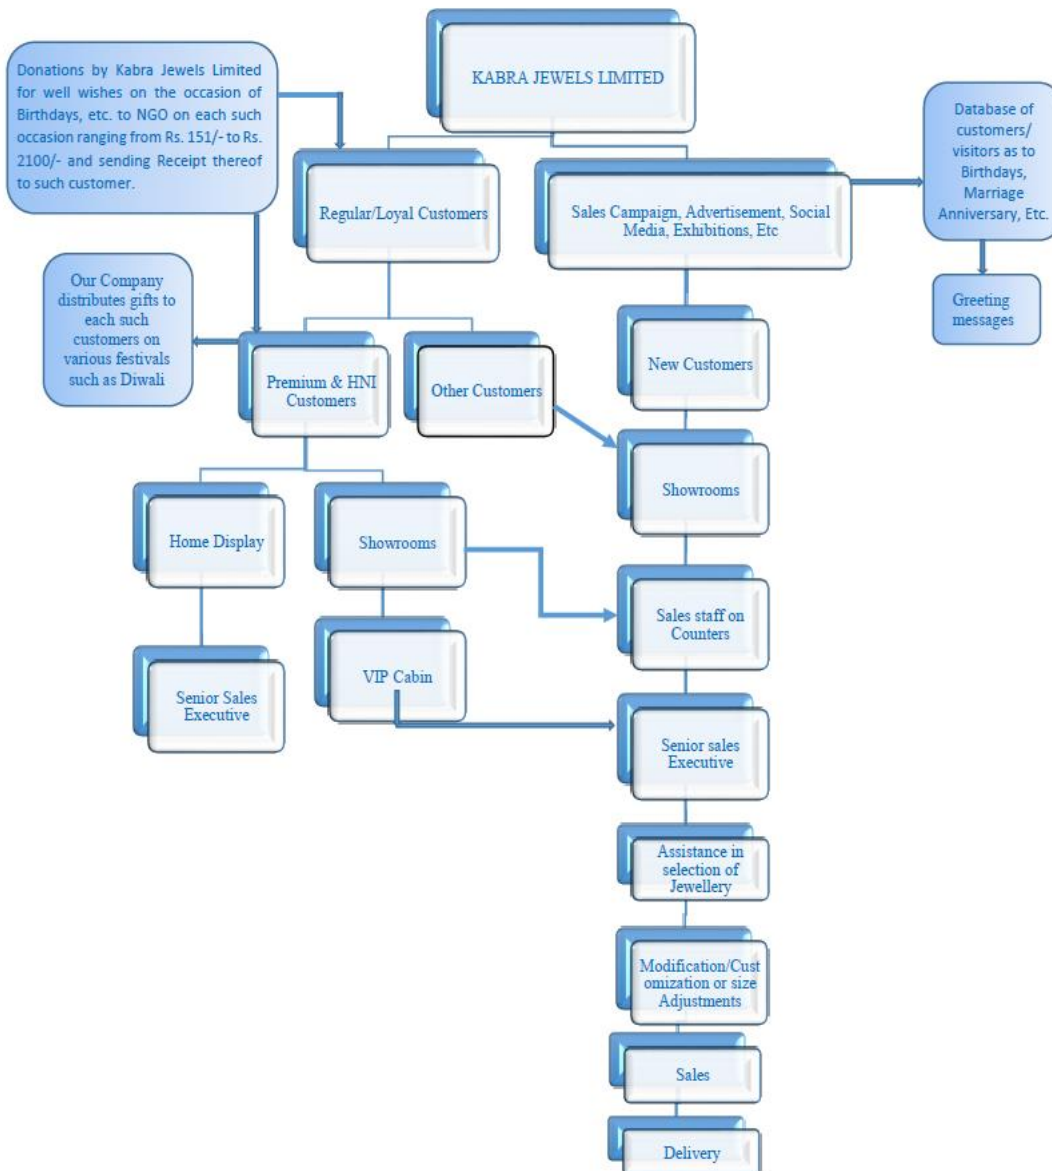 KABRA JEWELS LIMITED
Donations by Kabra Jewels Limited
for well wishes on the occasion of
Birthdays, etc. to NGO on each such
occasion ranging from Rs. 151/- to Rs.
2100/- and sending Receipt thereof
to such customer.
Database of
customers/
visitors as to
Birthdays,
Marriage
Anniversary, Etc.
Regular/Loyal Customers
Sales Campaign, Advertisement, Social
Media, Exhibitions, Etc
Our Company
distributes gifts to
each such
customers on
various festivals
such as Diwali
Greeting
messages
Premium & HNI
Customers
Other Customers
New Customers
Home Display
Showrooms
Showrooms
Sales staff on
Counters
Senior Sales
Executive
VIP Cabin
Senior sales
Executive
Assistance in
selection of
Jewellery
Modification/Cust
omization or size
Adjustments
Sales
Delivery